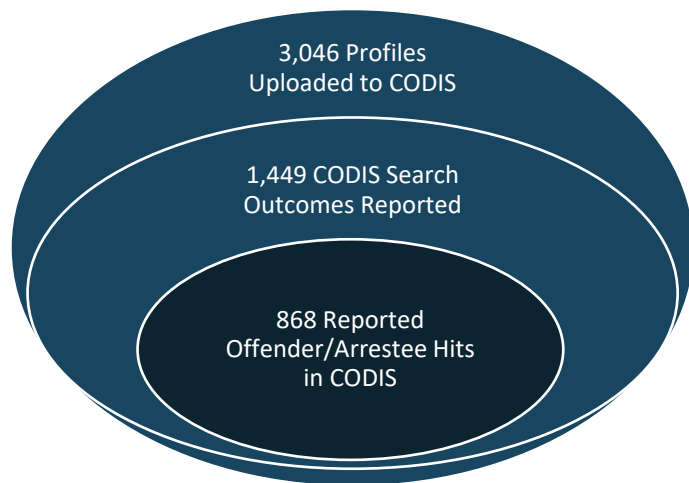 3,046 Profiles
Uploaded to CODIS
1,449 CODIS Search
Outcomes Reported
868 Reported
Offender/Arrestee Hits
in CODIS